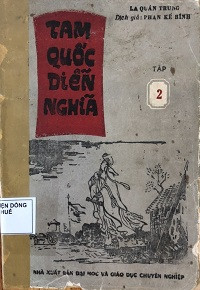 LA QUÁN TRUNG
Dịch giả: PHAN KẾ BÍNH
TAM
QUỐC
DIỄN
NGHĨA
TẬP
2
ỆN ĐÔNG
HUẾ
NHÀ XUẤT BẢN ĐẠI HỌC VÀ GIÁO DỤC CHUYÊN NGHIỆP